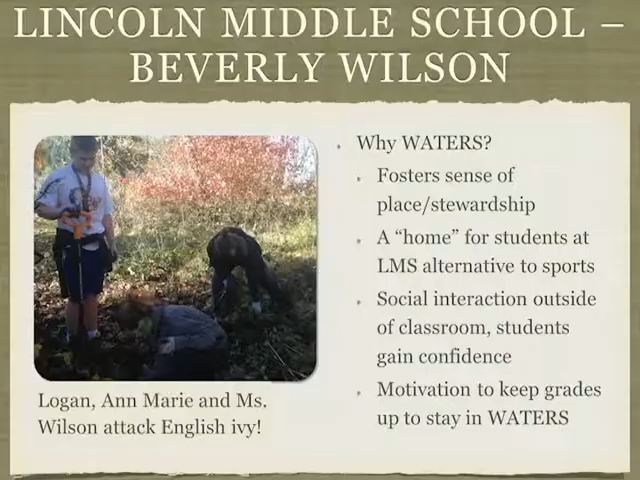 LINCOLN MIDDLE SCHOOL –
BEVERLY WILSON
Why WATERS?
Fosters sense of
place/stewardship
A “home” for students at
LMS alternative to sports
Social interaction outside
of classroom, students
gain confidence
Motivation to keep grades
up to stay in WATERS
Logan, Ann Marie and Ms.
Wilson attack English ivy!